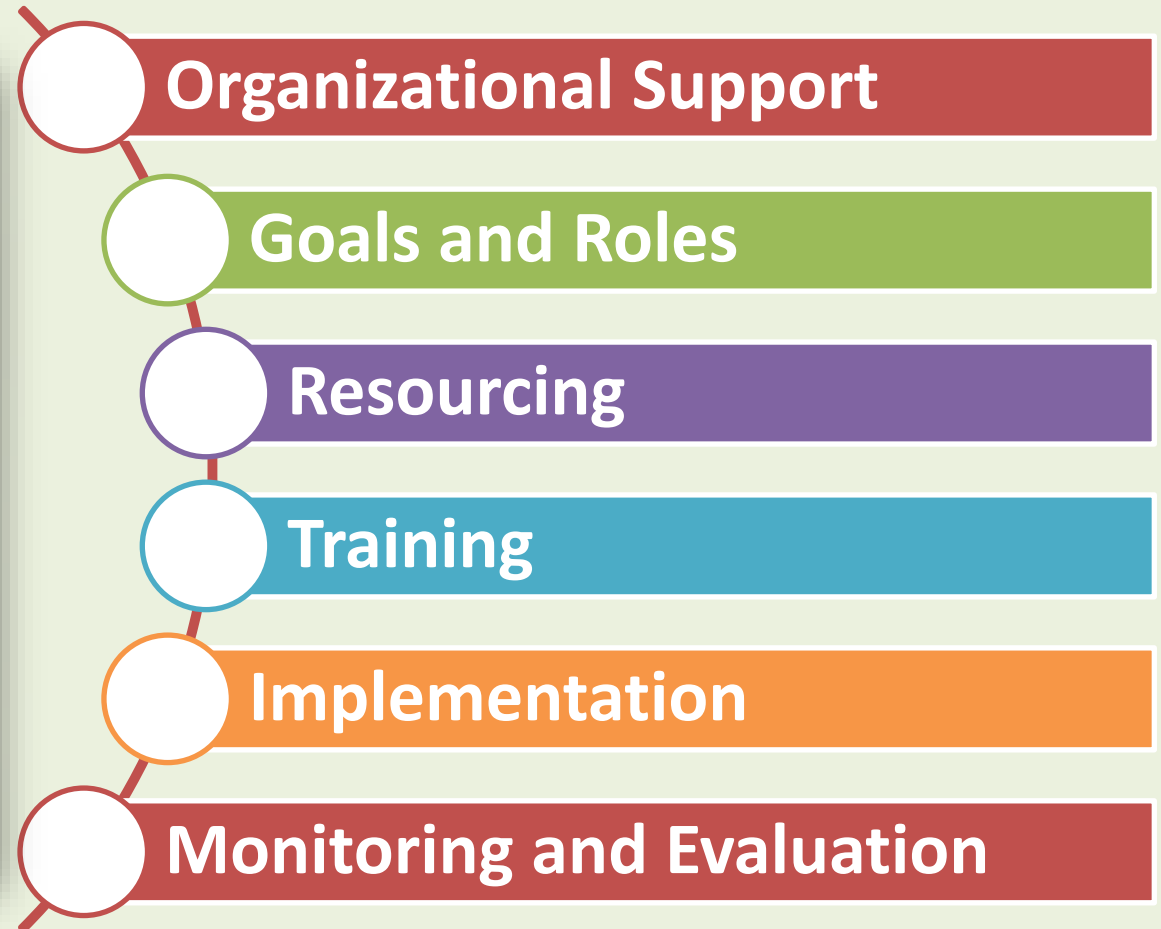 Organizational Support
Goals and Roles
Resourcing
Training
Implementation
Monitoring and Evaluation